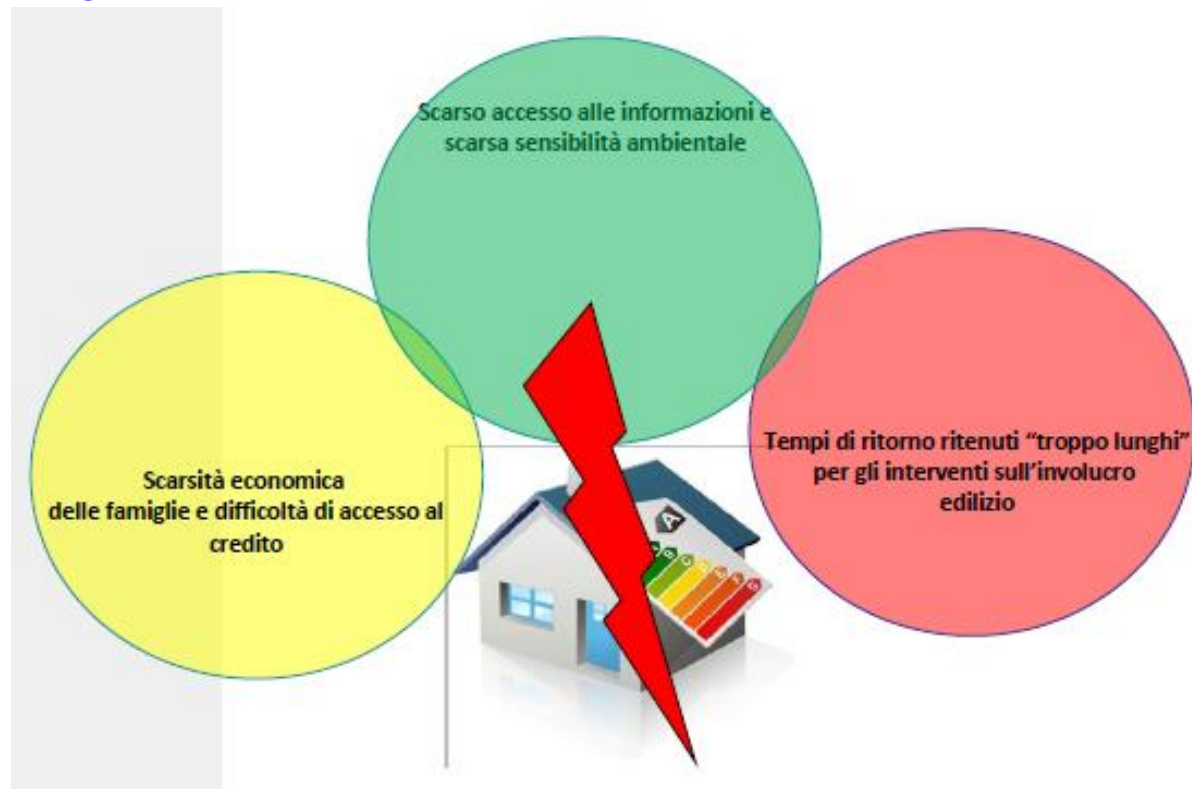 Scarso accesso alle informazioni e
scarsa sensibilità ambientale
Scarsità economica
delle famiglie e difficoltà di accesso al
credito
Tempi di ritorno ritenuti “troppo lunghi”
per gli interventi sull’involucro
edilizio
A